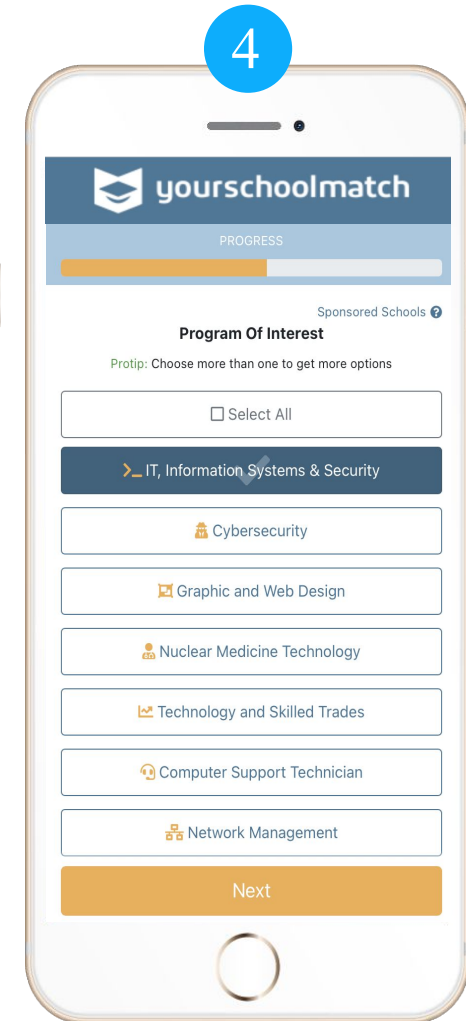 4
yourschoolmatch
PROGRESS
Sponsored Schools ?
Program Of Interest
Protip: Choose more than one to get more options
Select All
IT, Information Systems & Security
Cybersecurity
Graphic and Web Design
Nuclear Medicine Technology
Technology and Skilled Trades
Computer Support Technician
Network Management
Next